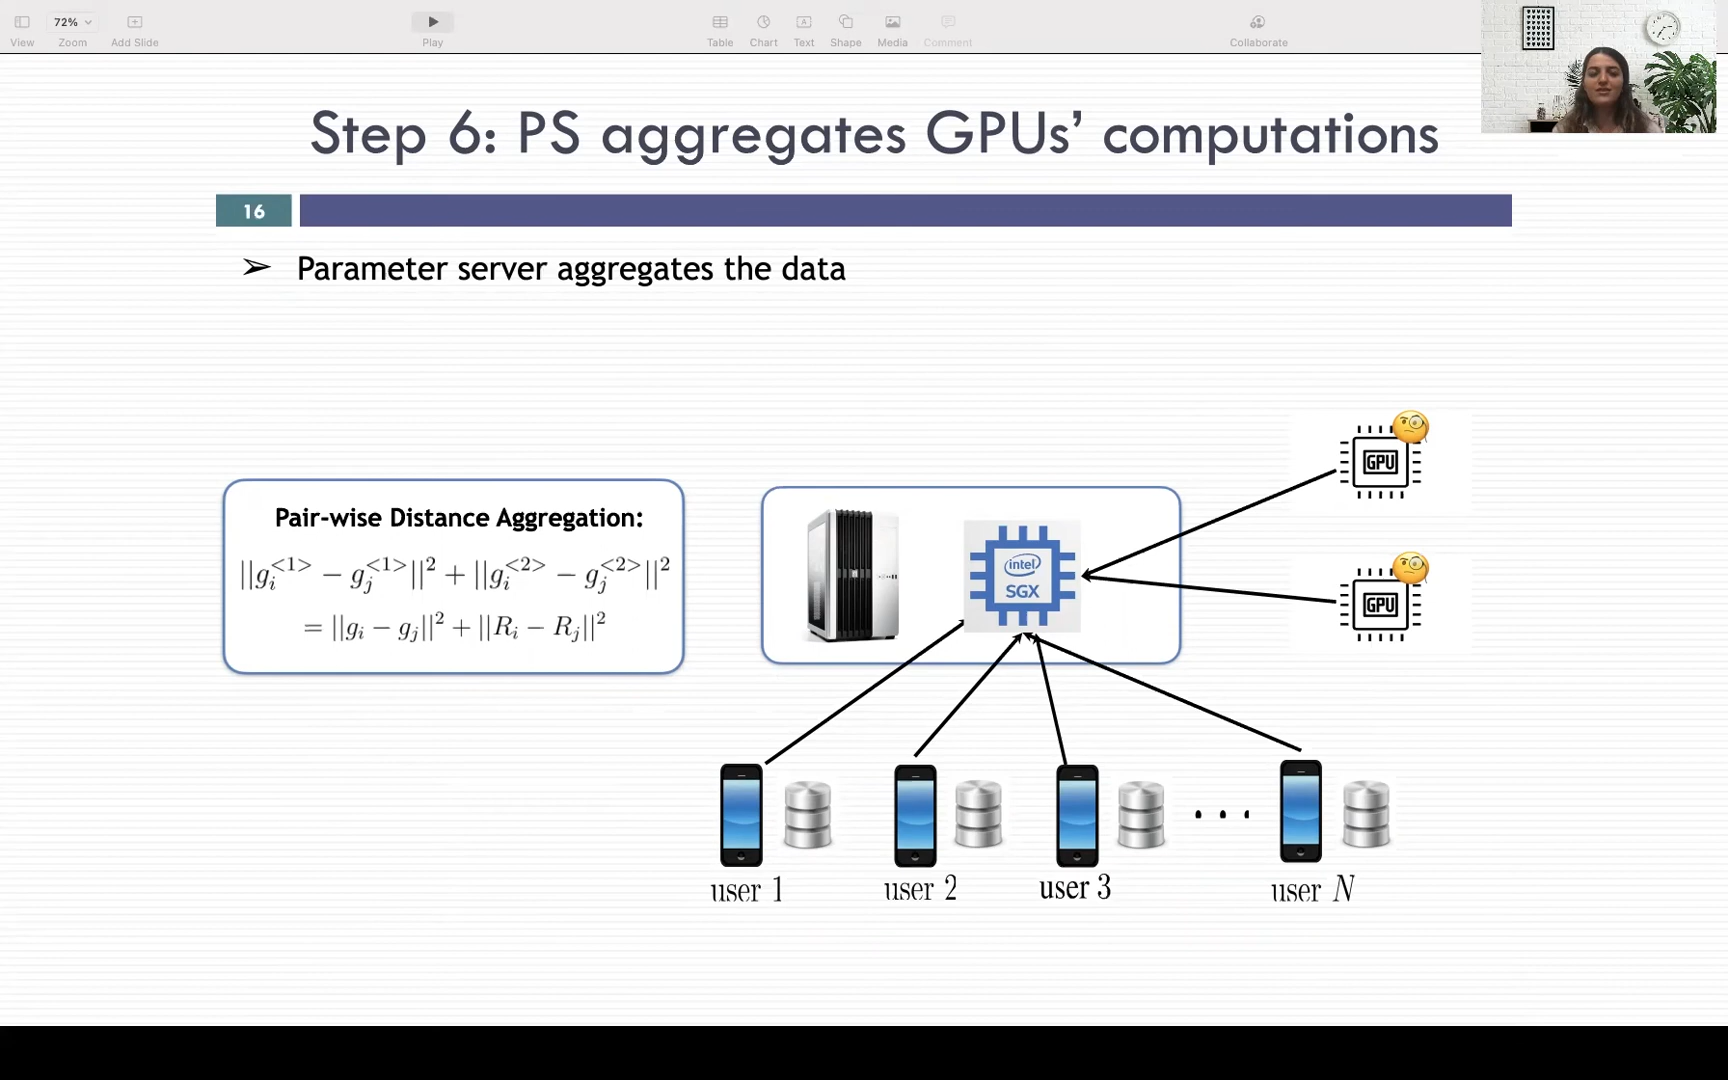 72%
View
Zoom
Add Slide
Play
Table
Chart
Text
Shape
Media
Comment
Collaborate
Step 6: PS aggregates GPUs’ computations
16
➢ Parameter server aggregates the data
Pair-wise Distance Aggregation:
||g_i^{<1>} − g_j^{<1>}||^2 + ||g_i^{<2>} − g_j^{<2>}||^2
= ||g_i − g_j||^2 + ||R_i − R_j||^2
intel
SGX
GPU
GPU
. . .
user 1
user 2
user 3
user N